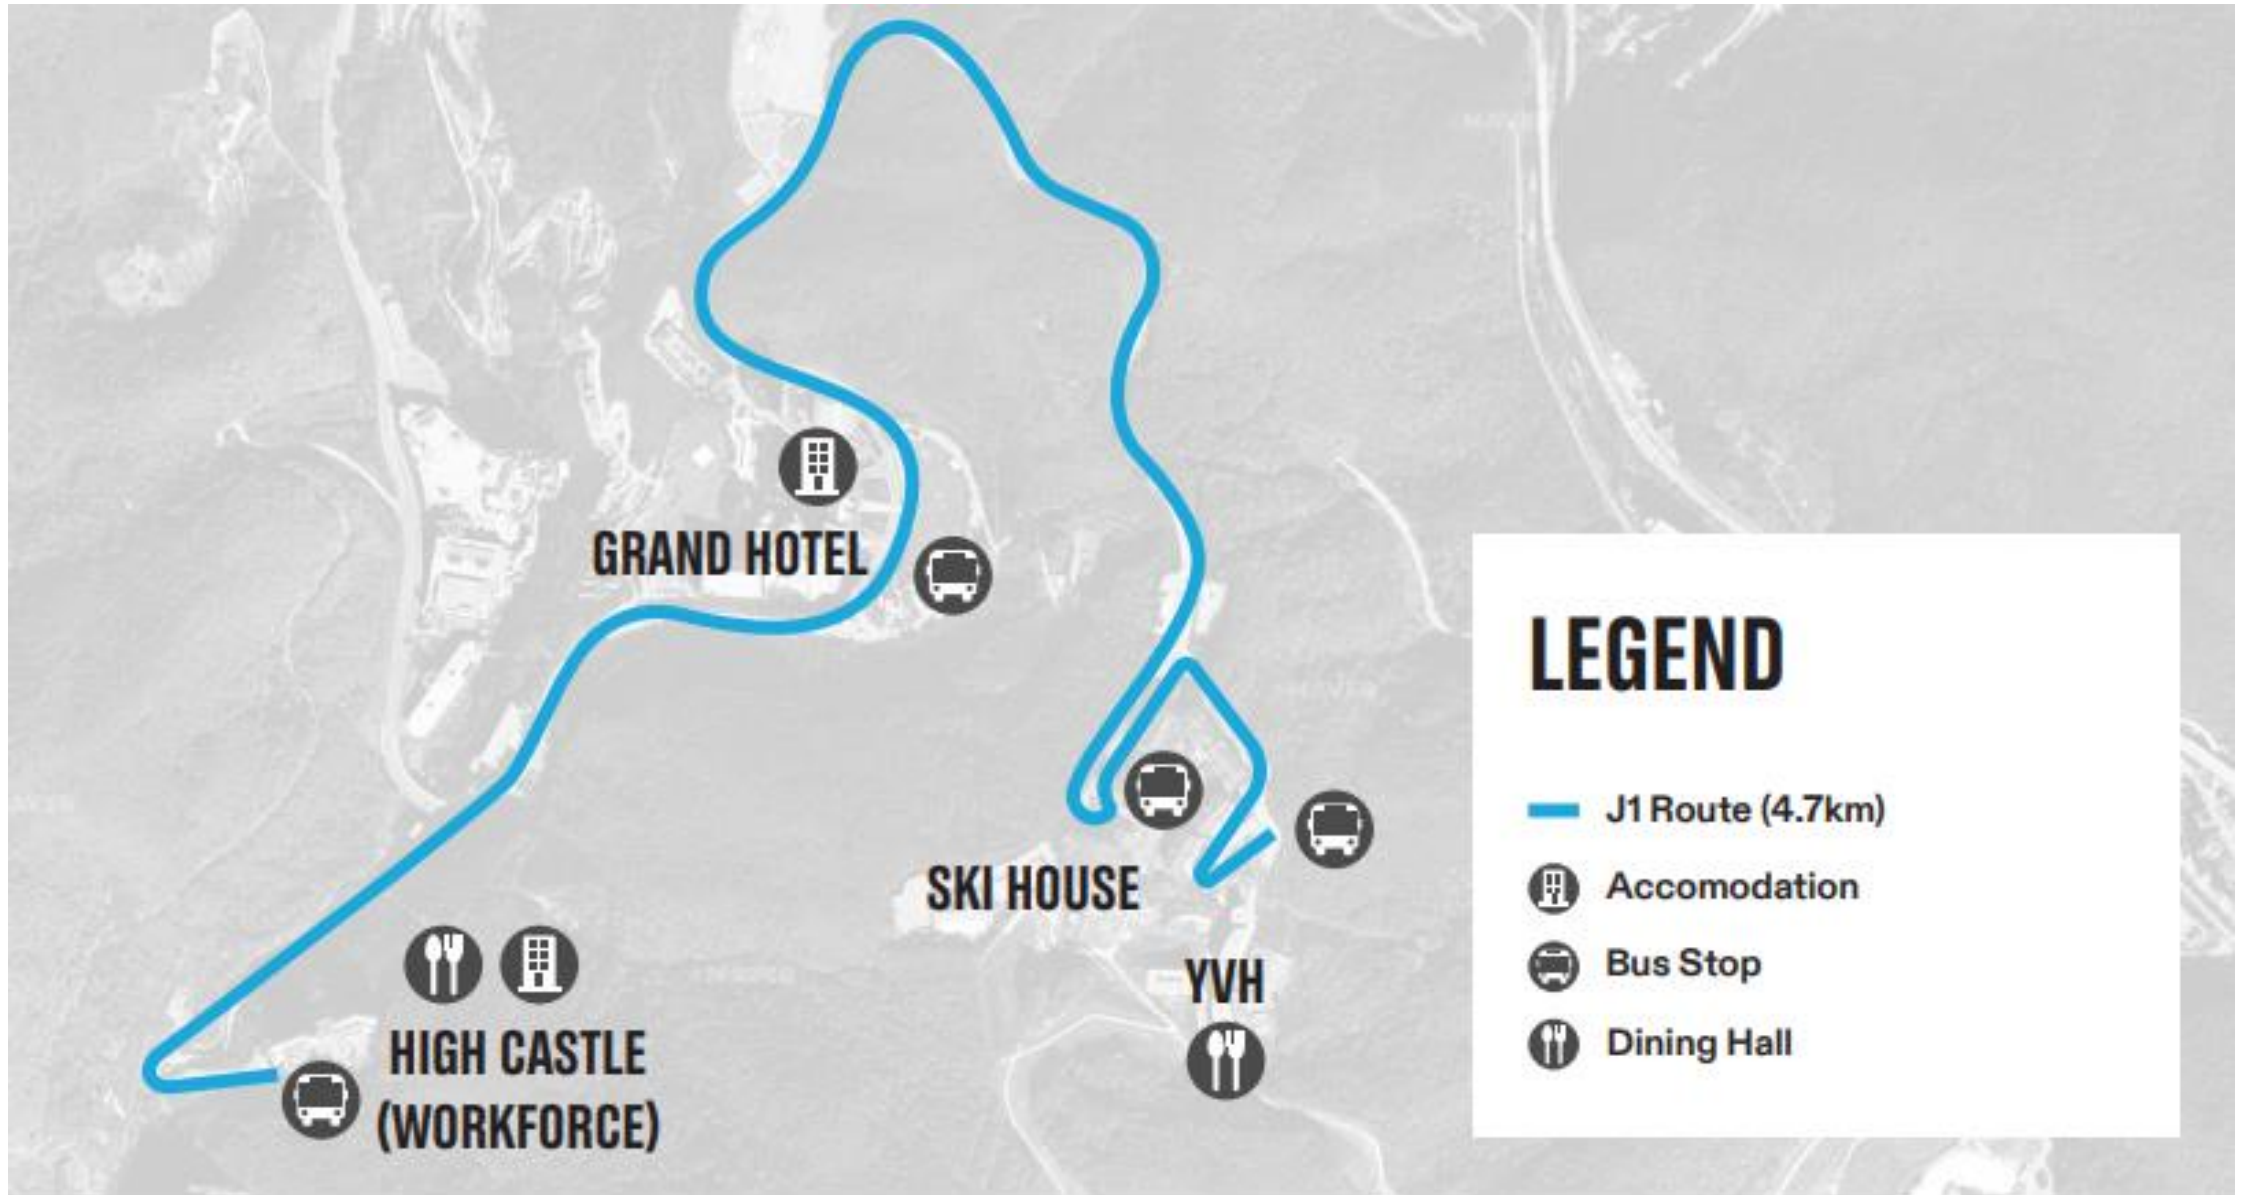 GRAND HOTEL
LEGEND
J1 Route (4.7km)
SKI HOUSE
Accomodation
Bus Stop
YVH
HIGH CASTLE
(WORKFORCE)
Dining Hall